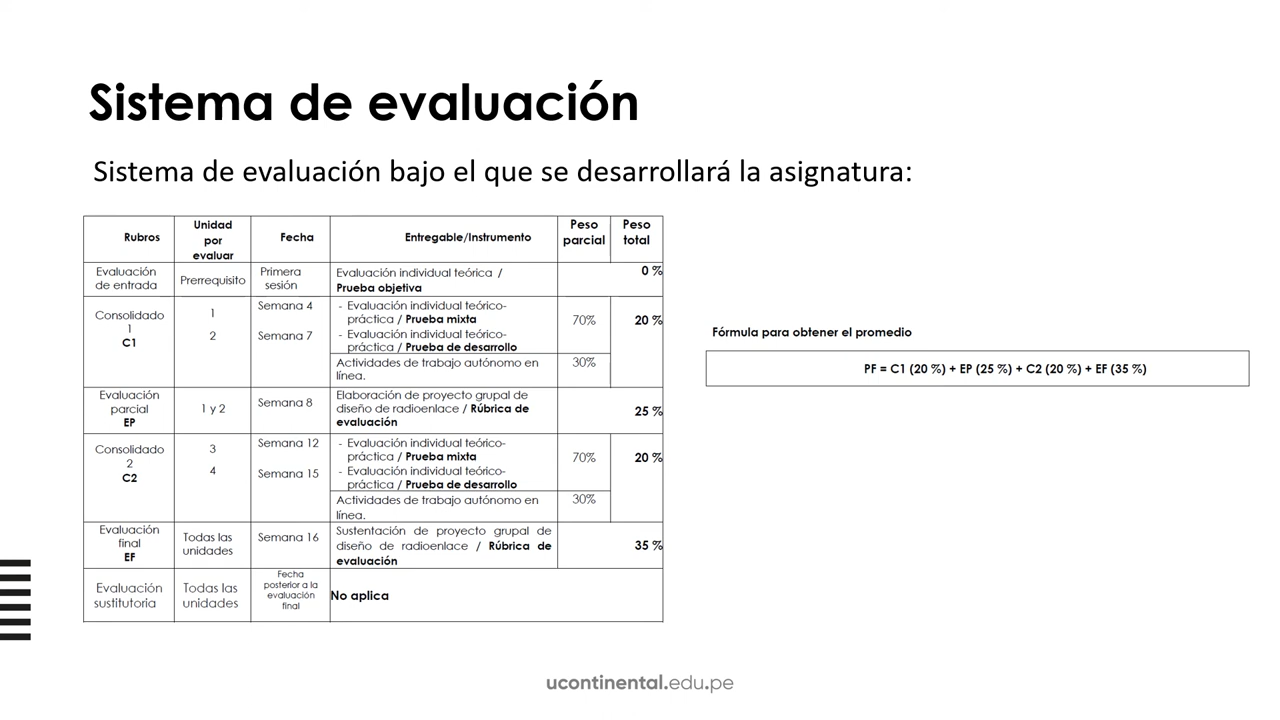 Sistema de evaluación
Sistema de evaluación bajo el que se desarrollará la asignatura:
Rubros
Unidad
por
evaluar
Fecha
Entregable/Instrumento
Peso
parcial
Peso
total
Evaluación
de entrada
Prerrequisito
Primera
sesión
Evaluación individual teórica /
Prueba objetiva
0 %
Consolidado
1
C1
1
2
Semana 4
Semana 7
- Evaluación individual teórico-
práctica / Prueba mixta
- Evaluación individual teórico-
práctica / Prueba de desarrollo
70%
20 %
Actividades de trabajo autónomo en
línea.
30%
Evaluación
parcial
EP
1 y 2
Semana 8
Elaboración de proyecto grupal de
diseño de radioenlace / Rúbrica de
evaluación
25 %
Consolidado
2
C2
3
4
Semana 12
Semana 15
- Evaluación individual teórico-
práctica / Prueba mixta
- Evaluación individual teórico-
práctica / Prueba de desarrollo
70%
20 %
Actividades de trabajo autónomo en
línea.
30%
Evaluación
final
EF
Todas las
unidades
Semana 16
Sustentación de proyecto grupal de
diseño de radioenlace / Rúbrica de
evaluación
35 %
Evaluación
sustitutoria
Todas las
unidades
Fecha
posterior a la
evaluación
final
No aplica
Fórmula para obtener el promedio
PF = C1 (20 %) + EP (25 %) + C2 (20 %) + EF (35 %)
ucontinental.edu.pe